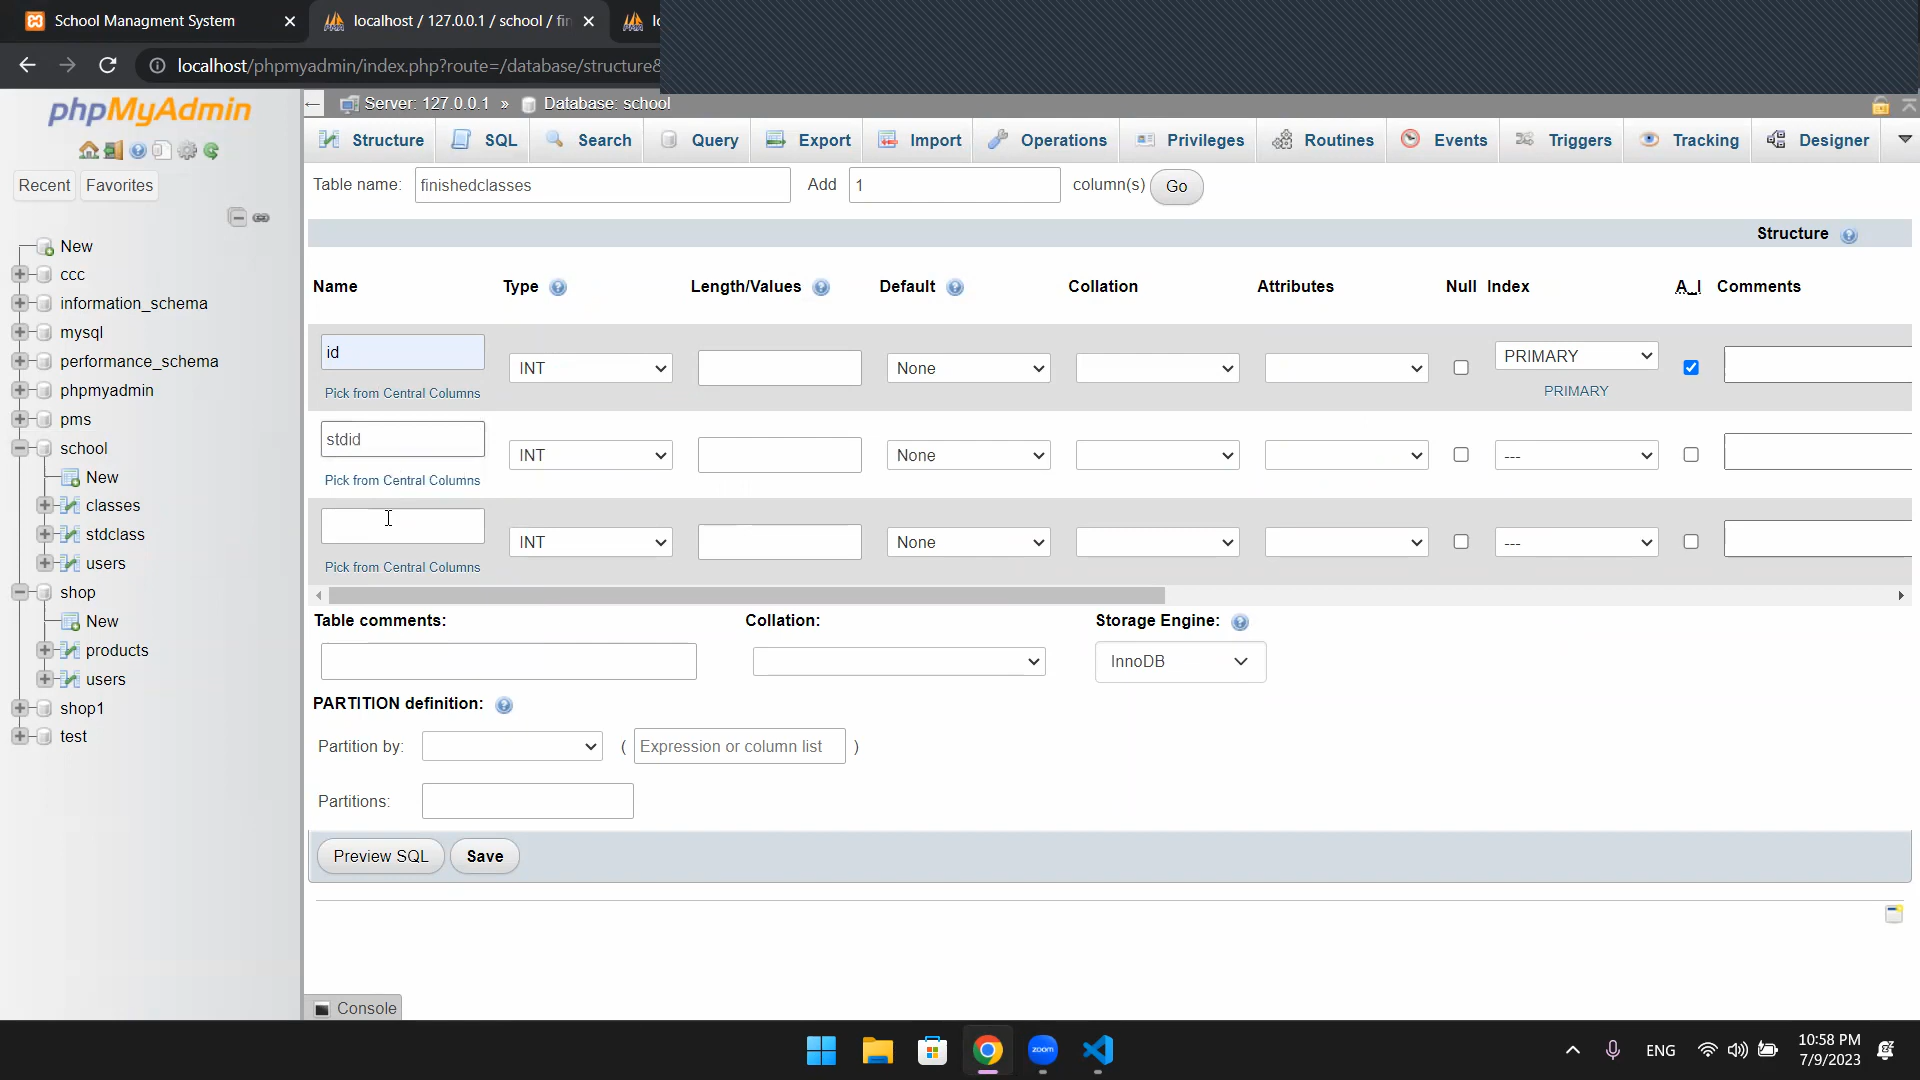 School Managment System
localhost / 127.0.0.1 / school / fin
localhost/phpmyadmin/index.php?route=/database/structure&
phpMyAdmin
Recent Favorites
New
ccc
information_schema
mysql
performance_schema
phpmyadmin
pms
school
New
classes
stdclass
users
shop
New
products
users
shop1
test
Server: 127.0.0.1 » Database: school
Structure SQL Search Query Export Import Operations Privileges Routines Events Triggers Tracking Designer
Table name: finishedclasses Add 1 column(s) Go
Structure
Name Type Length/Values Default Collation Attributes Null Index A_I Comments
id INT None PRIMARY
Pick from Central Columns PRIMARY
stdid INT None ---
Pick from Central Columns
INT None ---
Pick from Central Columns
Table comments: Collation: Storage Engine:
InnoDB
PARTITION definition:
Partition by: ( Expression or column list )
Partitions:
Preview SQL Save
Console
zoom
ENG
10:58 PM
7/9/2023